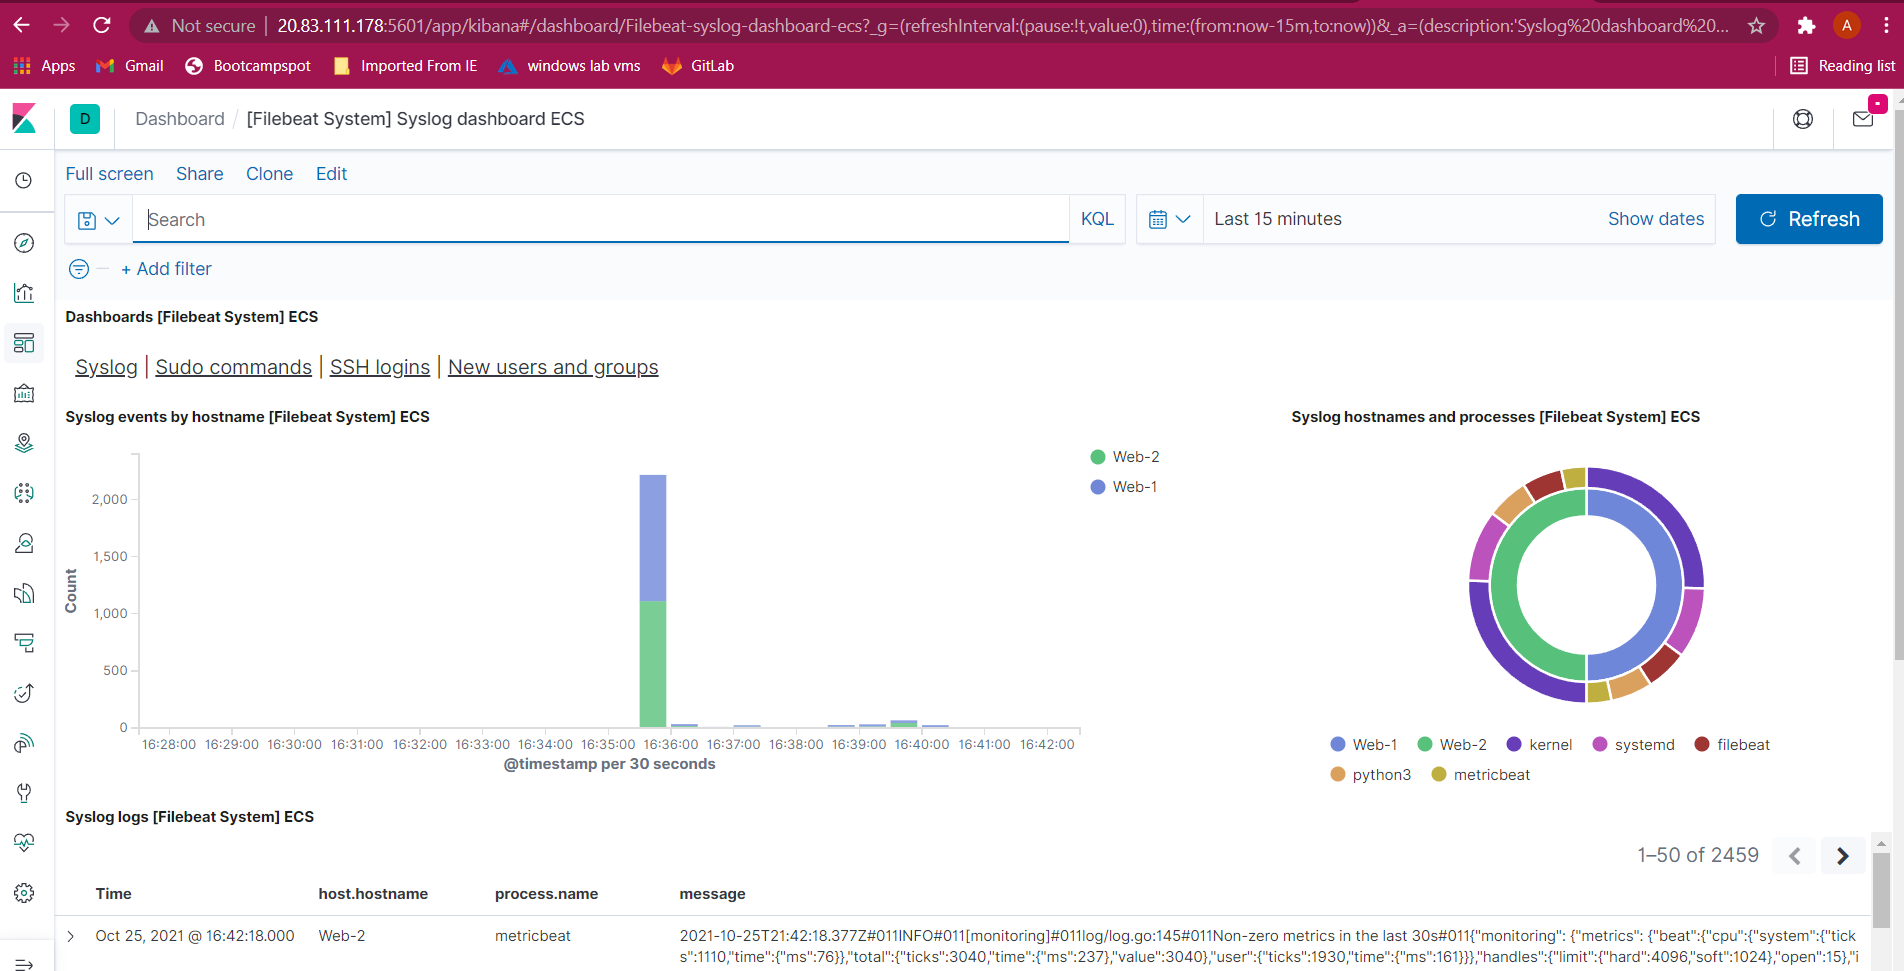 Not secure | 20.83.111.178:5601/app/kibana#/dashboard/Filebeat-syslog-dashboard-ecs?_g=(refreshInterval:(pause:!t,value:0),time:(from:now-15m,to:now))&_a=(description:'Syslog%20dashboard%20... A
Apps Gmail Bootcampspot Imported From IE windows lab vms GitLab Reading list
D Dashboard / [Filebeat System] Syslog dashboard ECS
Full screen Share Clone Edit
Search KQL Last 15 minutes Show dates Refresh
+ Add filter
Dashboards [Filebeat System] ECS
Syslog | Sudo commands | SSH logins | New users and groups
Syslog events by hostname [Filebeat System] ECS
Web-2
Web-1
2,000
1,500
1,000
500
0
Count
16:28:00 16:29:00 16:30:00 16:31:00 16:32:00 16:33:00 16:34:00 16:35:00 16:36:00 16:37:00 16:38:00 16:39:00 16:40:00 16:41:00 16:42:00
@timestamp per 30 seconds
Syslog hostnames and processes [Filebeat System] ECS
Web-1 Web-2 kernel systemd filebeat
python3 metricbeat
Syslog logs [Filebeat System] ECS
1–50 of 2459
Time host.hostname process.name message
Oct 25, 2021 @ 16:42:18.000 Web-2 metricbeat 2021-10-25T21:42:18.377Z#011INFO#011[monitoring]#011log/log.go:145#011Non-zero metrics in the last 30s#011{"monitoring": {"metrics": {"beat":{"cpu":{"system":{"tick
s":1110,"time":{"ms":76}},"total":{"ticks":3040,"time":{"ms":237},"value":3040},"user":{"ticks":1930,"time":{"ms":161}}},"handles":{"limit":{"hard":4096,"soft":1024},"open":15},"i